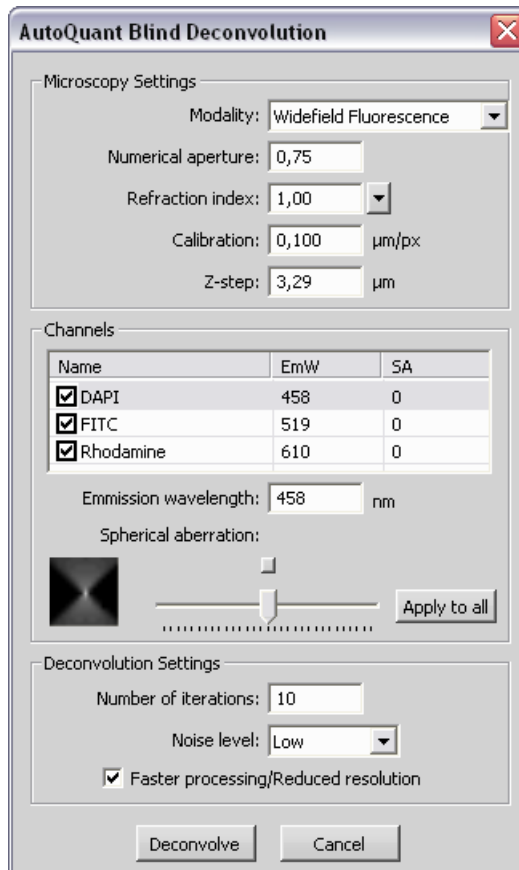 AutoQuant Blind Deconvolution
Microscopy Settings
Modality: Widefield Fluorescence
Numerical aperture: 0,75
Refraction index: 1,00
Calibration: 0,100 µm/px
Z-step: 3,29 µm
Channels
Name EmW SA
DAPI 458 0
FITC 519 0
Rhodamine 610 0
Emmission wavelength: 458 nm
Spherical aberration:
Apply to all
Deconvolution Settings
Number of iterations: 10
Noise level: Low
Faster processing/Reduced resolution
Deconvolve Cancel